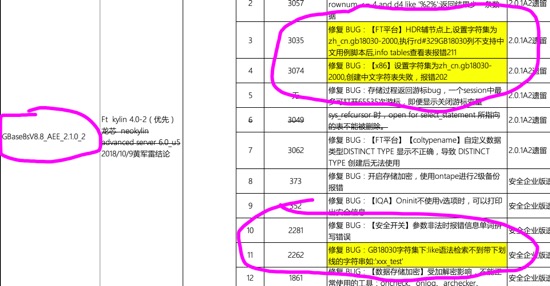 2
3057
rownum <= 4 and d4 like '%2%'返回结果少一条数据
2.0.1A2遗留
3
3035
修复 BUG：【FT平台】HDR辅节点上,设置字符集为
zh_cn.gb18030-2000,执行rd#329GB18030列不支持中
文用例脚本后,info tables查看表报错211
2.0.1A2遗留
4
3074
修复 BUG：【x86】设置字符集为zh_cn.gb18030-
2000,创建中文字符表失败，报错202
2.0.1A2遗留
5
无
修复 BUG：存储过程返回游标bug，一个session中最
多可打开65535次游标，即便显示关闭游标
2.0.1A2遗留
GBase8sV8.8_AEE_2.1.0_2
Ft kylin 4.0-2（优先）
龙芯 neokylin
advanced server 6.0_u5
2018/10/9黄军雷结论
6
3049
sys_refcursor 时，open for select_statement 所指向
的表不能被删除。
2.0.1A2遗留
7
3062
修复 BUG：【FT平台】【coltypename】自定义数
据类型DISTINCT TYPE 显示不正确，导致 DISTINCT
TYPE 创建后无法使用
2.0.1A2遗留
8
373
修复 BUG：开启存储加密，使用ontape进行2级备份
报错
安全企业版遗
9
352
修复 BUG：【IQA】Oninit不使用v选项时，可以打印
出安全信息
安全企业版
10
2281
修复 BUG：【安全开关】参数非法时报错信息单词拼
写错误
安全企业版
11
2262
修复BUG：GB18030字符集下:like语法检索不到带下划
线的字符串如:'xxx_test'
安全企业版
12
1861
修复 BUG：【数据存储加密】受加解密影响，不能正
常使用的工具：oncheck、onlog、archecker、
安全企业版遗